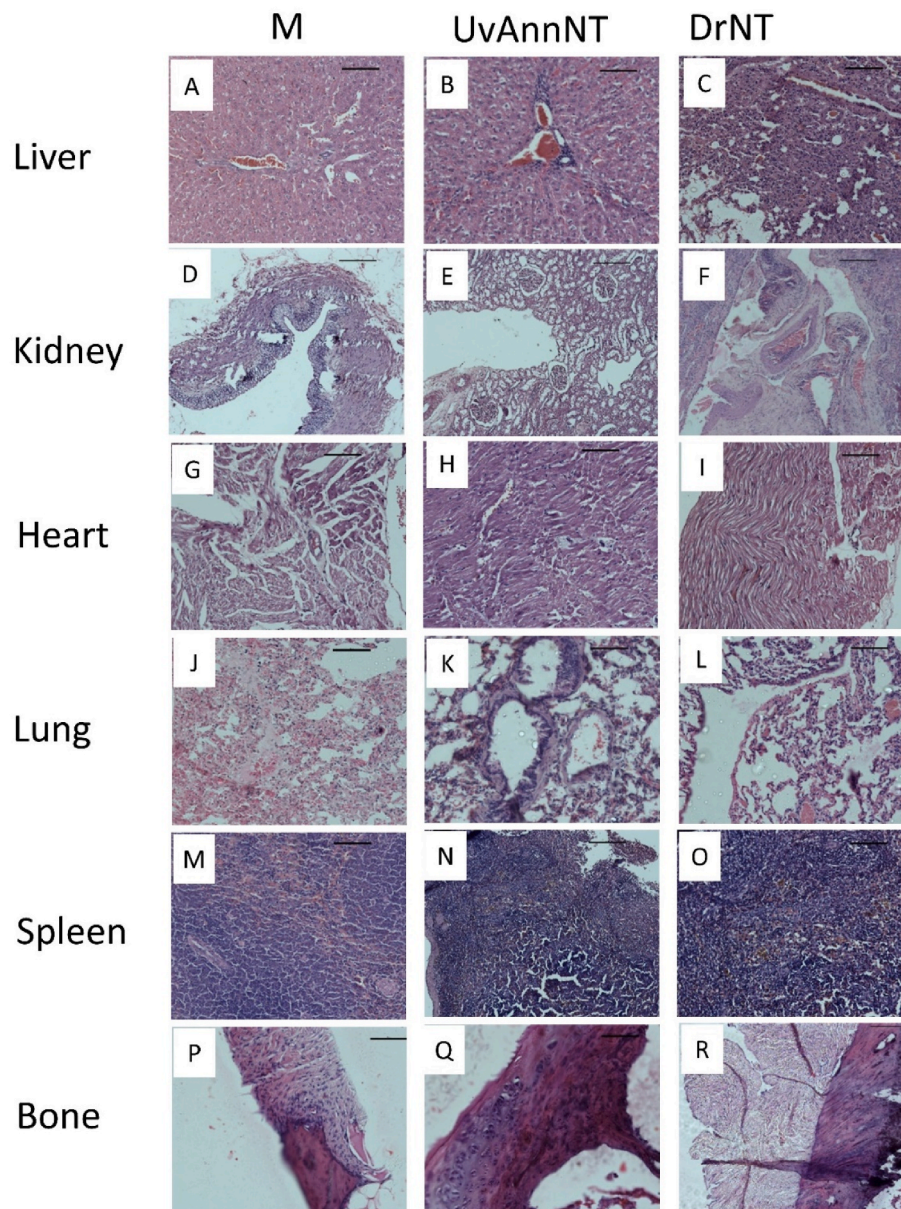 M UvAnnNT DrNT
Liver A B C
Kidney D E F
Heart G H I
Lung J K L
Spleen M N O
Bone P Q R